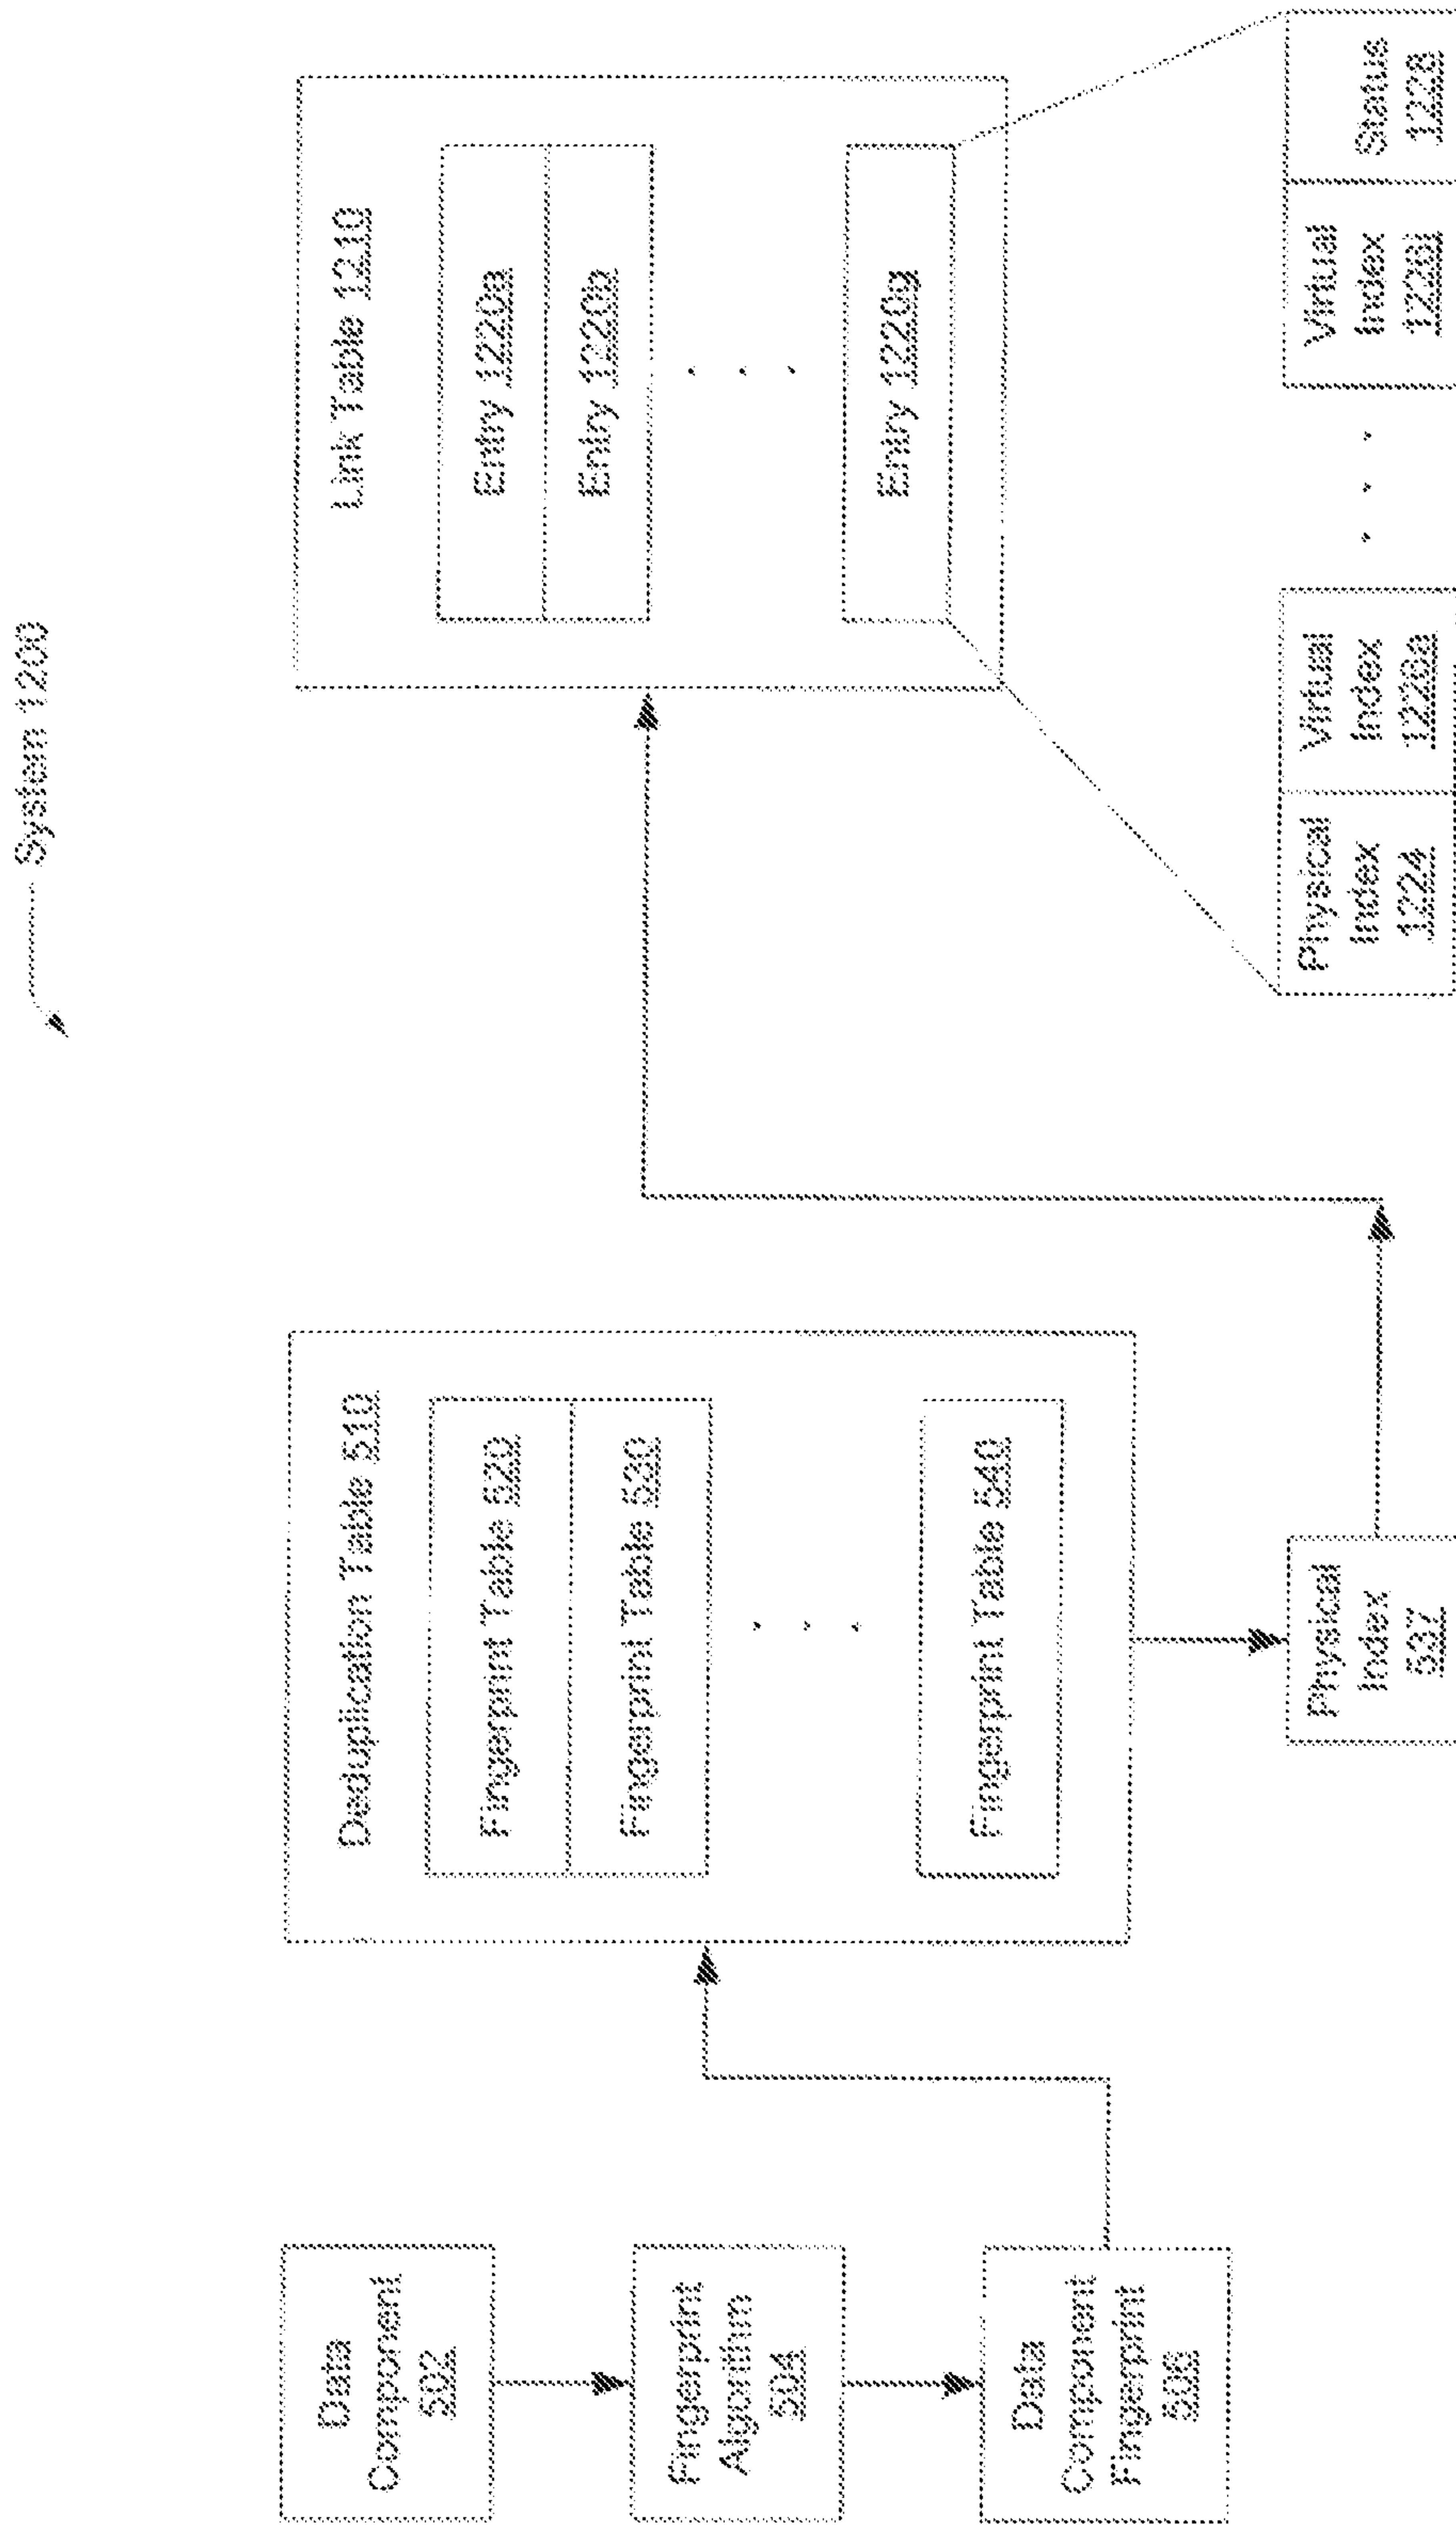 System 1200
Data
Component
502
Fingerprint
Algorithm
504
Data
Component
Fingerprint
506
Deduplication Table 510
Fingerprint Table 520
Fingerprint Table 530
Fingerprint Table 540
Physical
Index
537
Link Table 1210
Entry 1220a
Entry 1220b
Entry 1220g
Physical
Index
1224
Virtual
Index
1226a
Virtual
Index
Status
1228